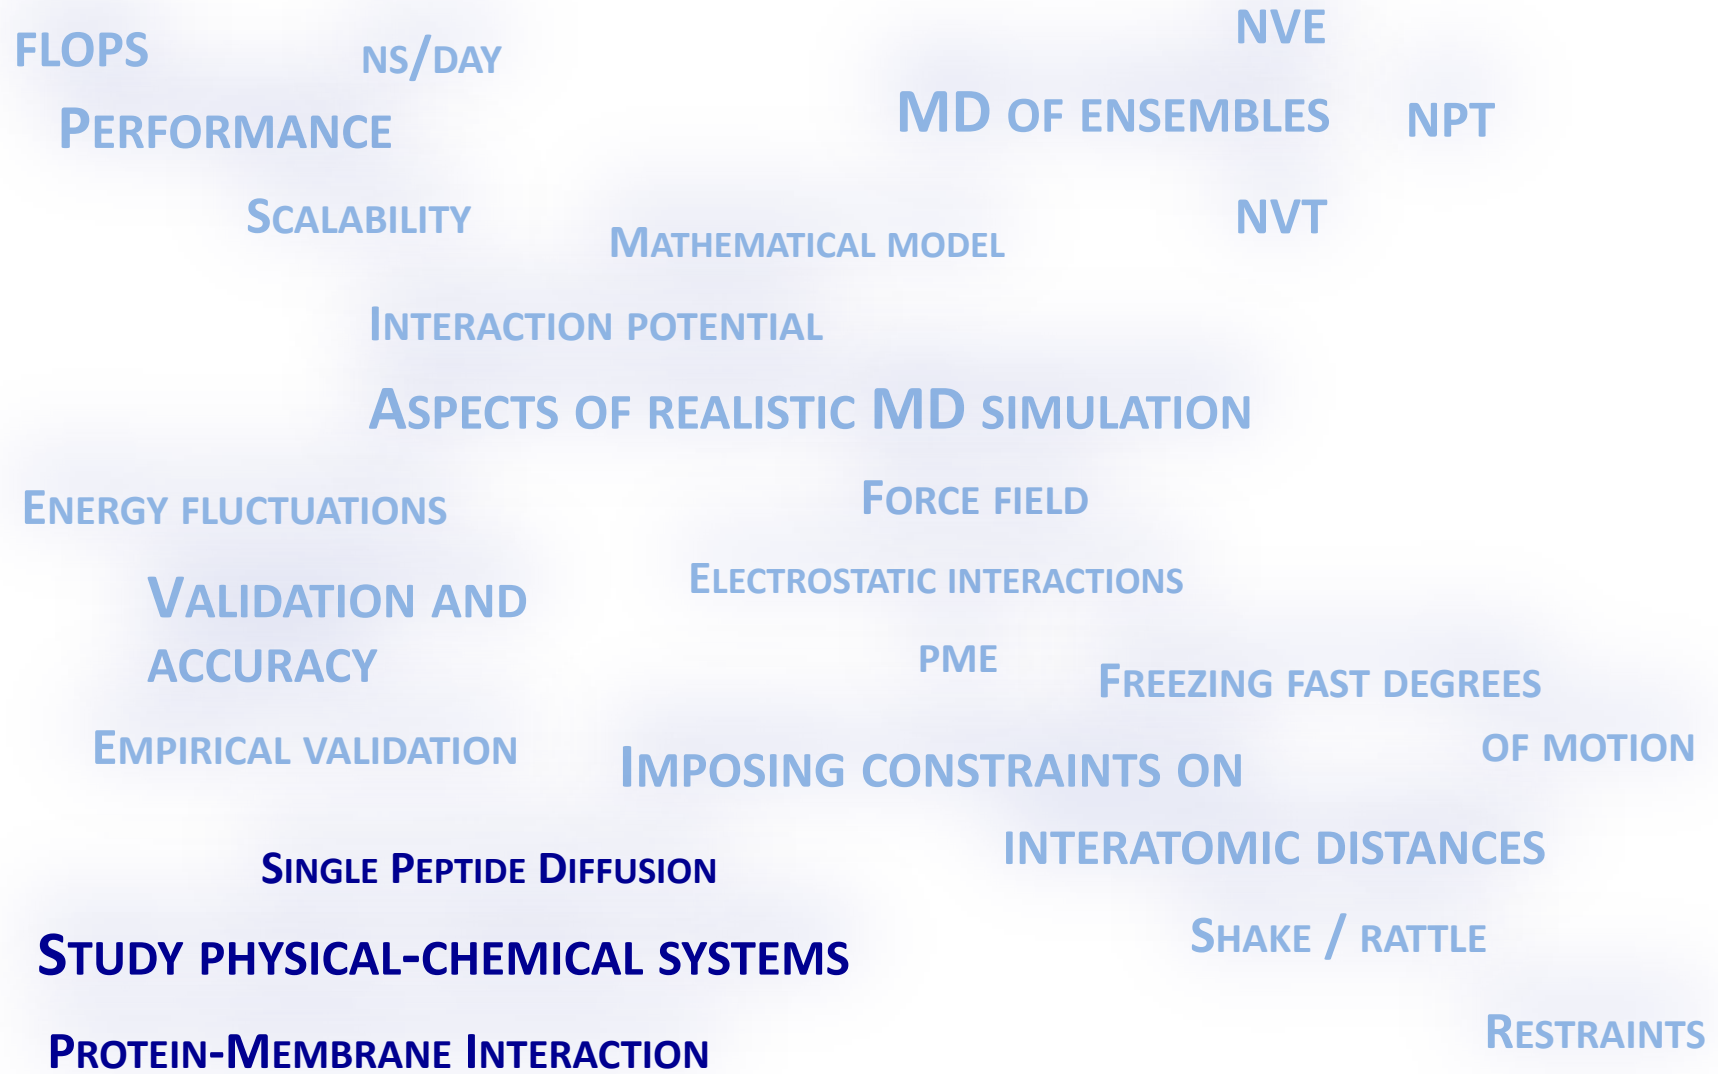 FLOPS
NS/DAY
PERFORMANCE
SCALABILITY
NVE
MD OF ENSEMBLES
NPT
NVT
MATHEMATICAL MODEL
INTERACTION POTENTIAL
ASPECTS OF REALISTIC MD SIMULATION
ENERGY FLUCTUATIONS
VALIDATION AND
ACCURACY
EMPIRICAL VALIDATION
FORCE FIELD
ELECTROSTATIC INTERACTIONS
PME
FREEZING FAST DEGREES
OF MOTION
IMPOSING CONSTRAINTS ON
INTERATOMIC DISTANCES
SHAKE / RATTLE
RESTRAINTS
SINGLE PEPTIDE DIFFUSION
STUDY PHYSICAL-CHEMICAL SYSTEMS
PROTEIN-MEMBRANE INTERACTION